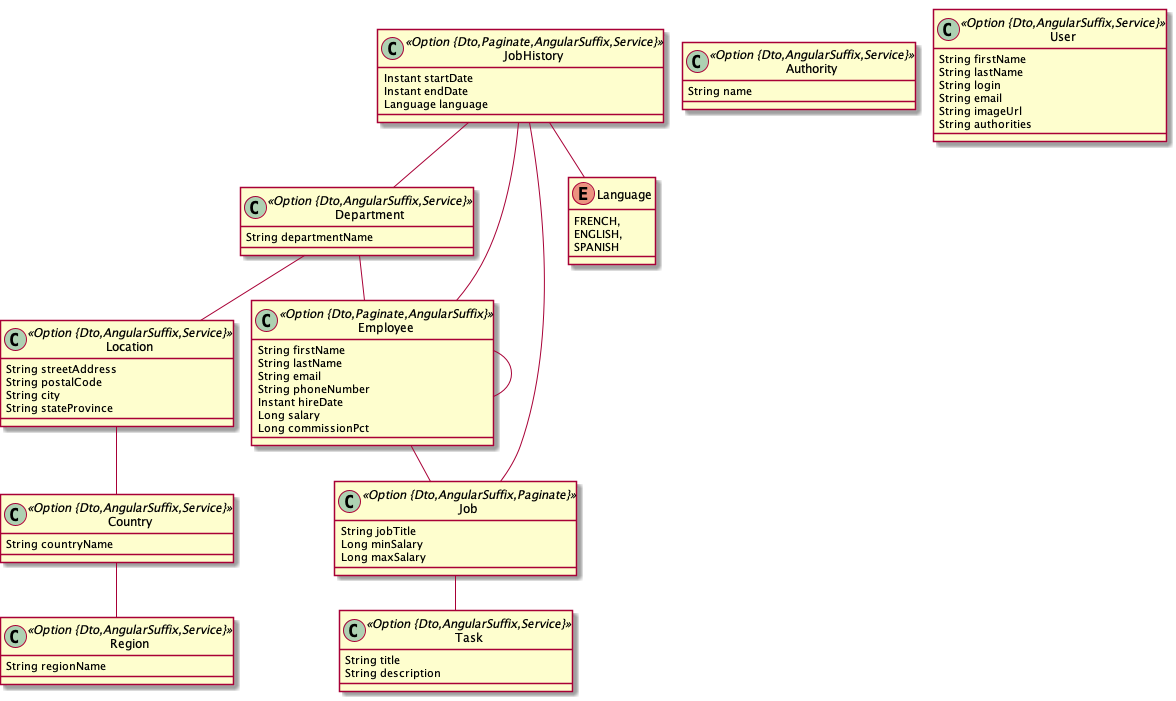 C «Option {Dto,Paginate,AngularSuffix,Service}»
JobHistory
Instant startDate
Instant endDate
Language language
C «Option {Dto,AngularSuffix,Service}»
Authority
String name
C «Option {Dto,AngularSuffix,Service}»
User
String firstName
String lastName
String login
String email
String imageUrl
String authorities
C «Option {Dto,AngularSuffix,Service}»
Department
String departmentName
E Language
FRENCH,
ENGLISH,
SPANISH
C «Option {Dto,AngularSuffix,Service}»
Location
String streetAddress
String postalCode
String city
String stateProvince
C «Option {Dto,Paginate,AngularSuffix}»
Employee
String firstName
String lastName
String email
String phoneNumber
Instant hireDate
Long salary
Long commissionPct
C «Option {Dto,AngularSuffix,Service}»
Country
String countryName
C «Option {Dto,AngularSuffix,Paginate}»
Job
String jobTitle
Long minSalary
Long maxSalary
C «Option {Dto,AngularSuffix,Service}»
Region
String regionName
C «Option {Dto,AngularSuffix,Service}»
Task
String title
String description